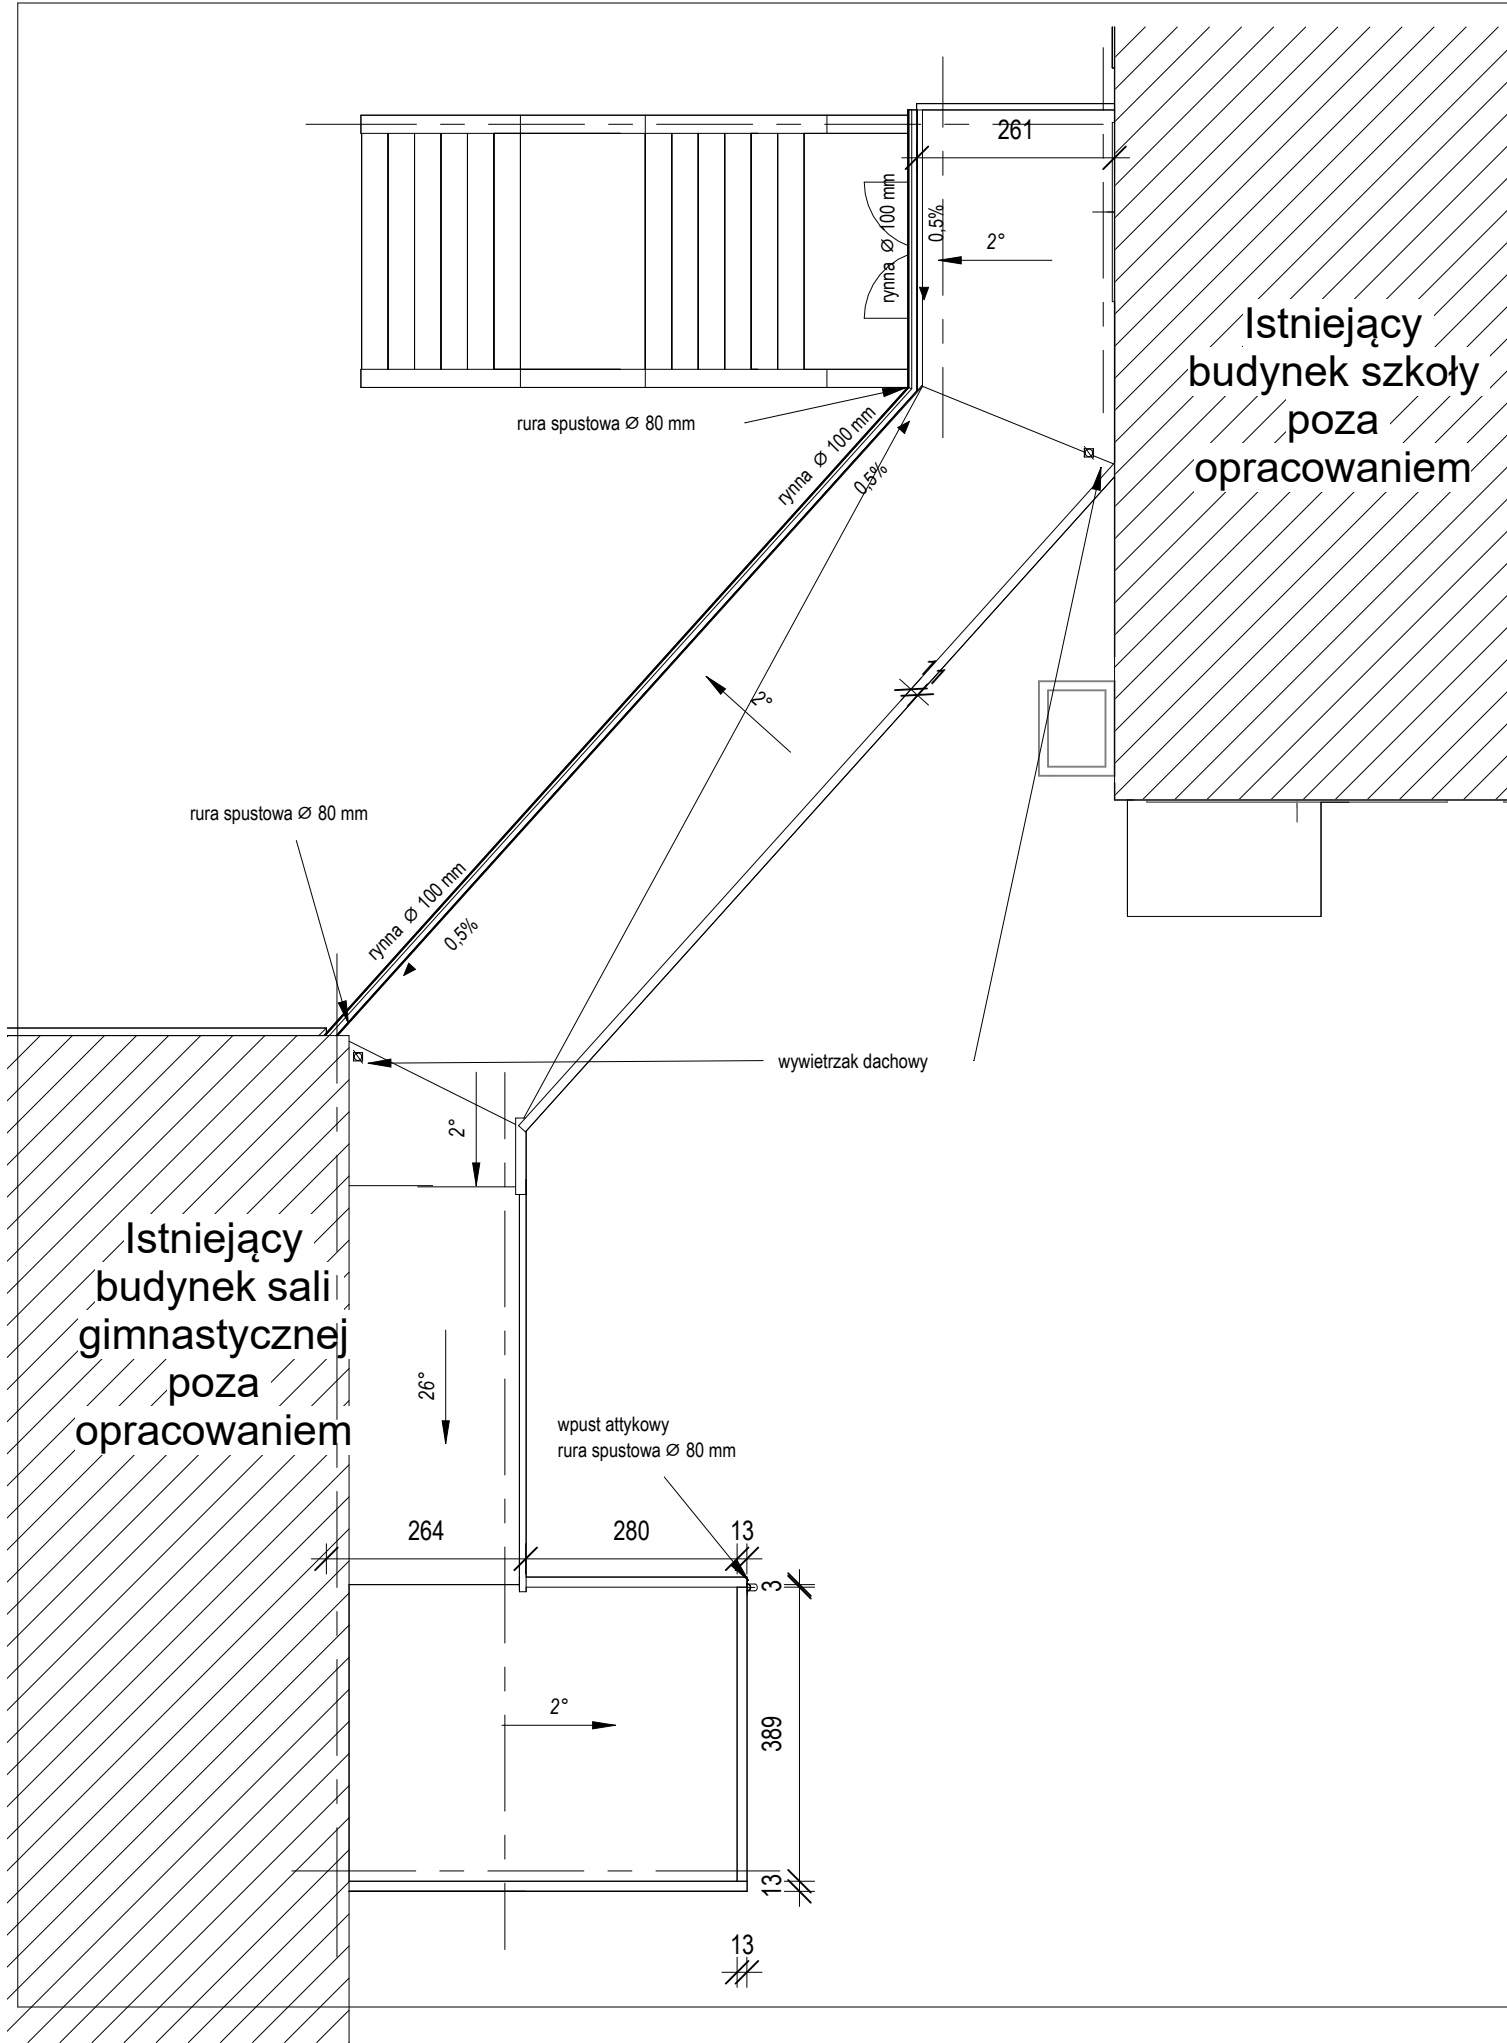 261
rynna Ø 100 mm
0,5%
2°
Istniejący
budynek szkoły
poza
opracowaniem
rura spustowa Ø 80 mm
rynna Ø 100 mm
0,5%
11
2°
rura spustowa Ø 80 mm
rynna Ø 100 mm
0,5%
wywietrzak dachowy
2°
Istniejący
budynek sali
gimnastycznej
poza
opracowaniem
26°
wpust attykowy
rura spustowa Ø 80 mm
264
280
13
3
2°
389
13
13